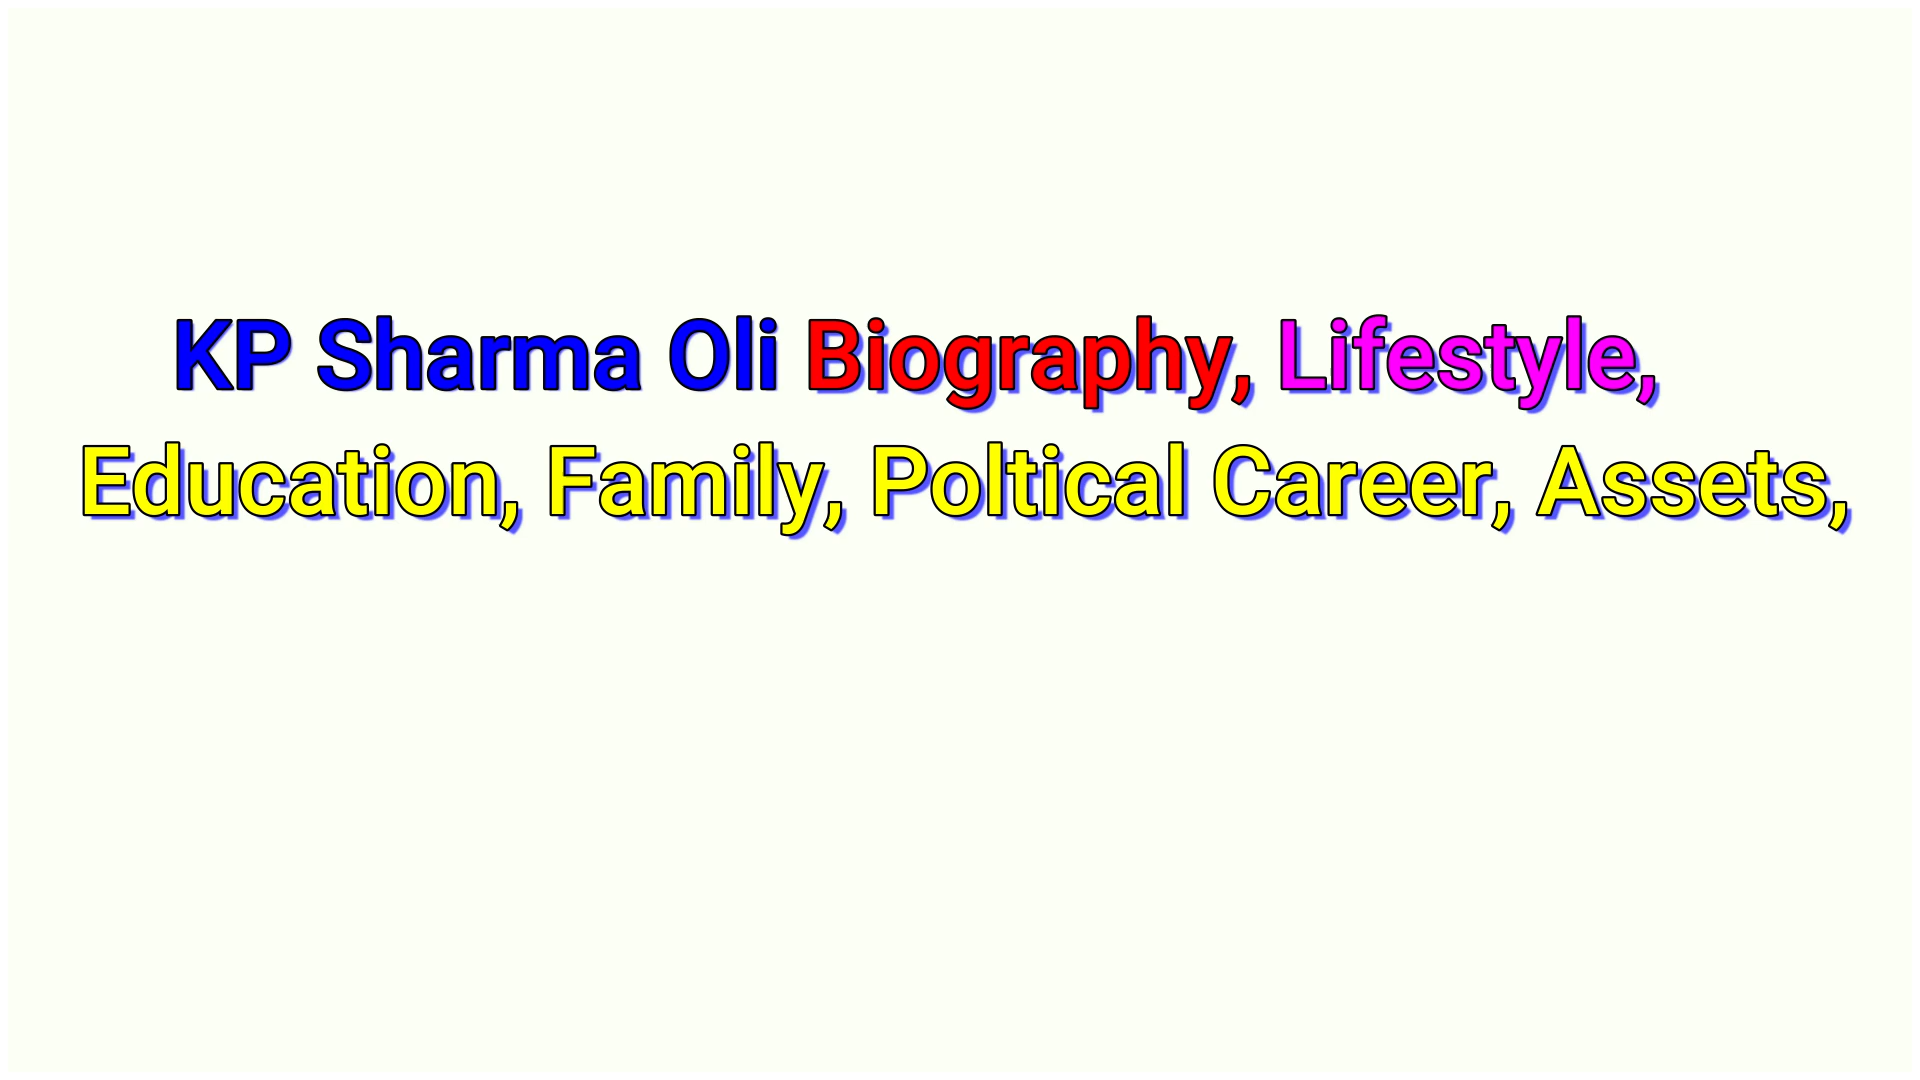 KP Sharma Oli Biography, Lifestyle,
Education, Family, Poltical Career, Assets,